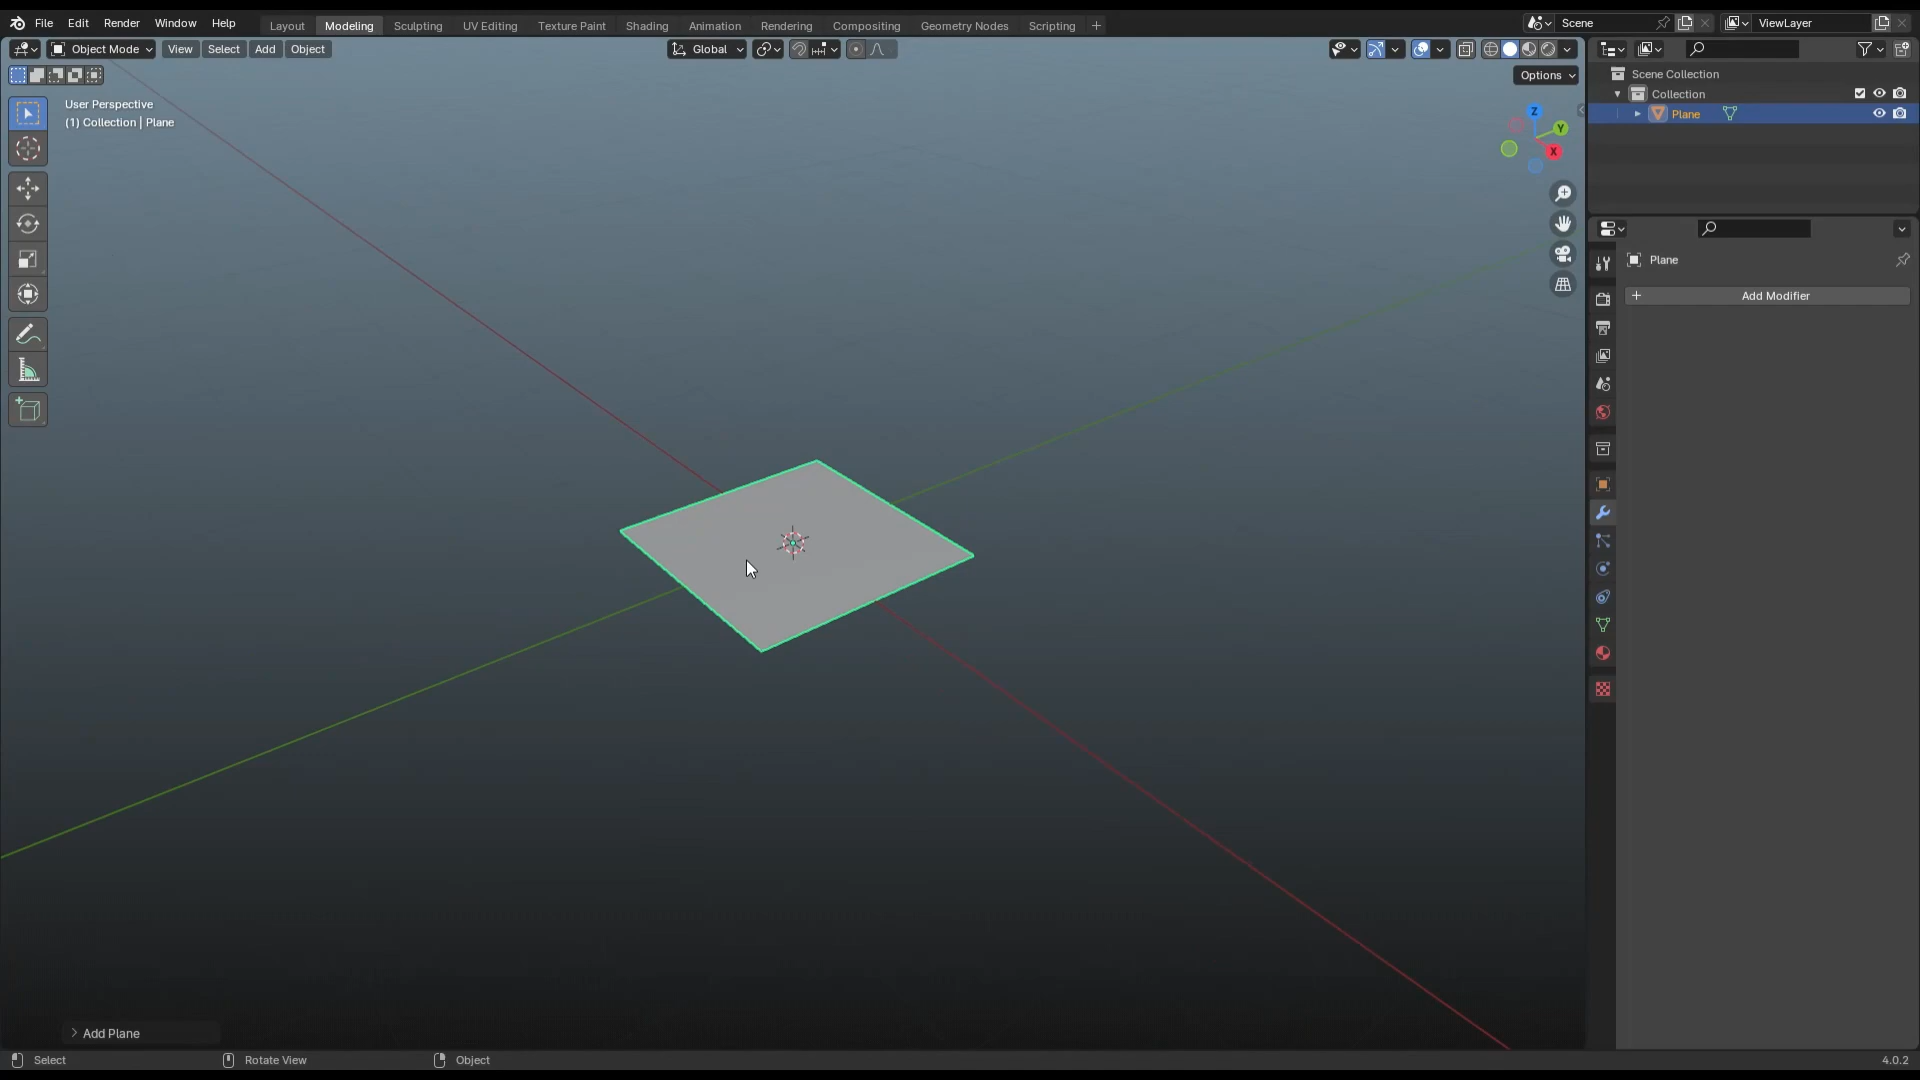 File Edit Render Window Help
Layout Modeling Sculpting UV Editing Texture Paint Shading Animation Rendering Compositing Geometry Nodes Scripting +
Scene
ViewLayer
Object Mode View Select Add Object
Global
Options
User Perspective
(1) Collection | Plane
Z
Y
X
Scene Collection
Collection
Plane
Plane
+ Add Modifier
Add Plane
Select
Rotate View
Object
4.0.2